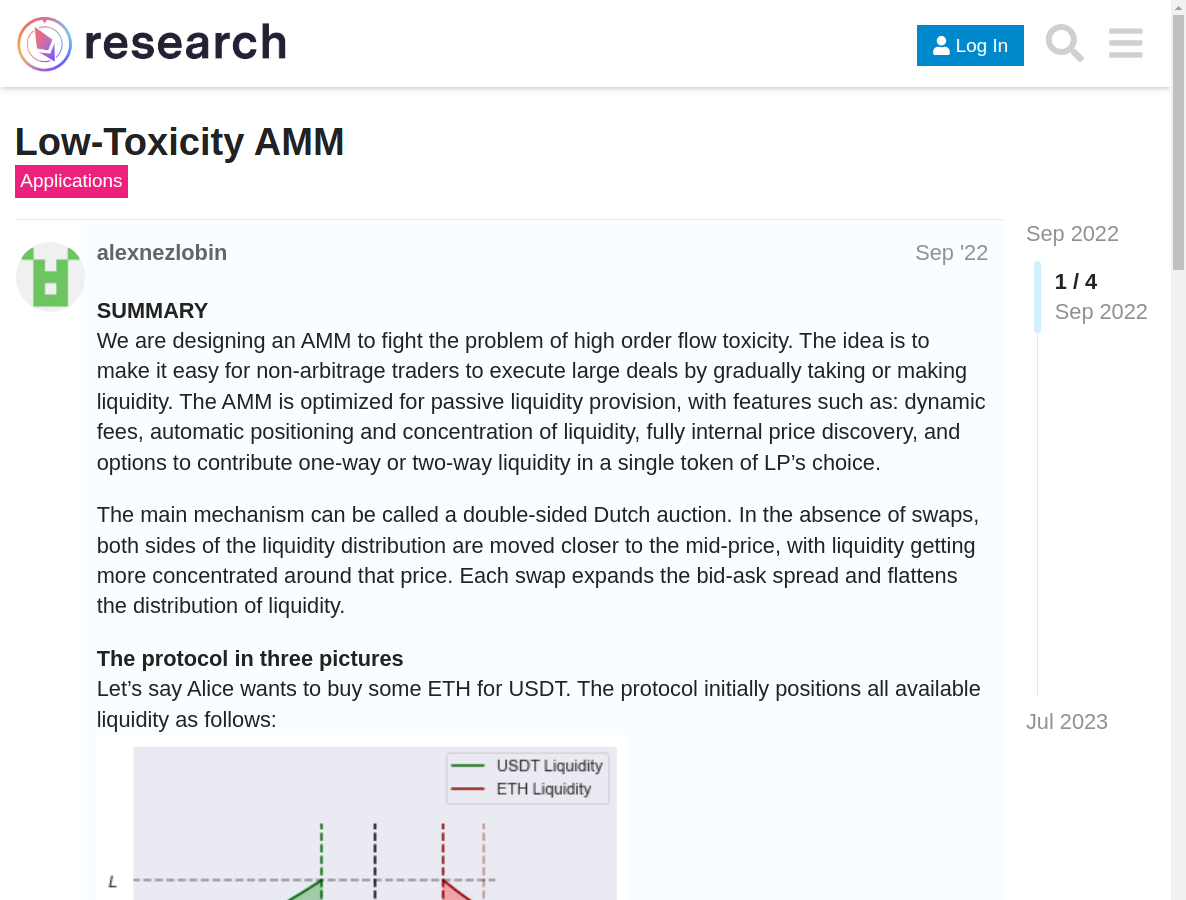 research
Log In
Low-Toxicity AMM
Applications
alexnezlobin
Sep '22
Sep 2022
1 / 4
Sep 2022
SUMMARY
We are designing an AMM to fight the problem of high order flow toxicity. The idea is to
make it easy for non-arbitrage traders to execute large deals by gradually taking or making
liquidity. The AMM is optimized for passive liquidity provision, with features such as: dynamic
fees, automatic positioning and concentration of liquidity, fully internal price discovery, and
options to contribute one-way or two-way liquidity in a single token of LP’s choice.
The main mechanism can be called a double-sided Dutch auction. In the absence of swaps,
both sides of the liquidity distribution are moved closer to the mid-price, with liquidity getting
more concentrated around that price. Each swap expands the bid-ask spread and flattens
the distribution of liquidity.
The protocol in three pictures
Let’s say Alice wants to buy some ETH for USDT. The protocol initially positions all available
liquidity as follows:
Jul 2023
USDT Liquidity
ETH Liquidity
L